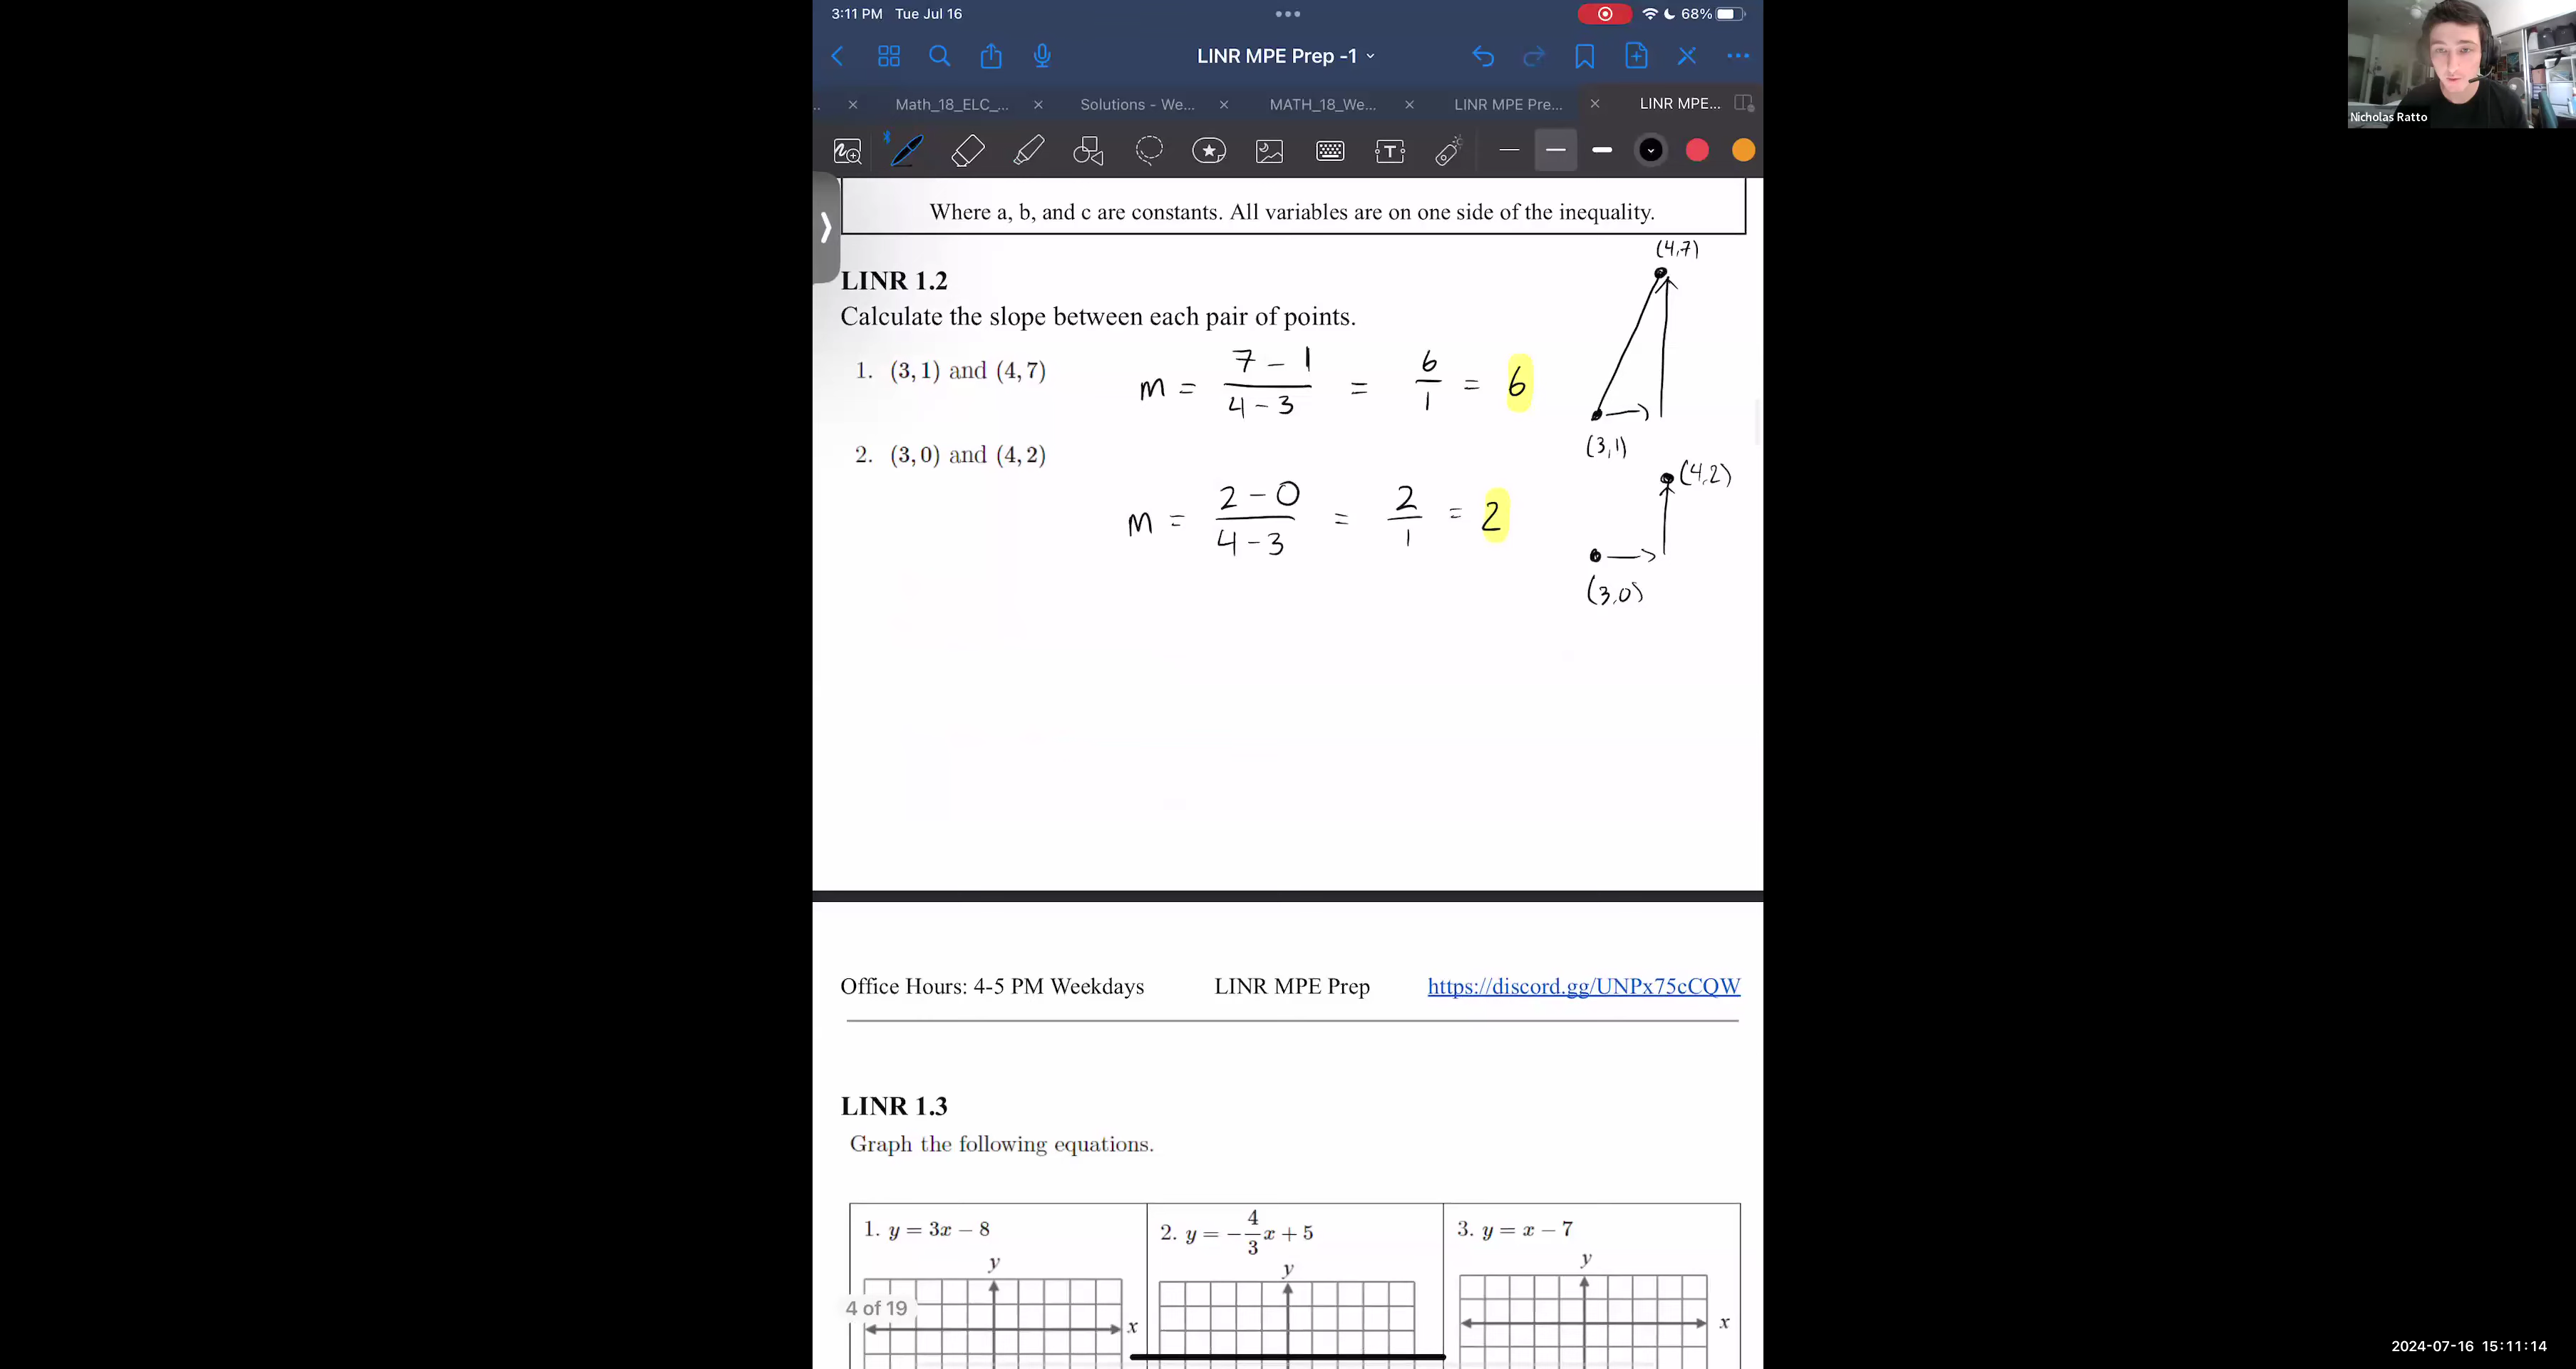 3:11 PM Tue Jul 16
68%
LINR MPE Prep -1
Math_18_ELC_...
Solutions - We...
MATH_18_We...
LINR MPE Pre...
LINR MPE...
Nicholas Ratto
Where a, b, and c are constants. All variables are on one side of the inequality.
(4,7)
LINR 1.2
Calculate the slope between each pair of points.
1. (3, 1) and (4, 7)
m = 7 - 1 / 4 - 3 = 6 / 1 = 6
(3,1)
2. (3, 0) and (4, 2)
(4,2)
m = 2 - 0 / 4 - 3 = 2 / 1 = 2
(3,0)
Office Hours: 4-5 PM Weekdays LINR MPE Prep https://discord.gg/UNPx75cCQW
LINR 1.3
Graph the following equations.
1. y = 3x − 8
2. y = −4/3 x + 5
3. y = x − 7
y
y
y
4 of 19
x
x
2024-07-16 15:11:14